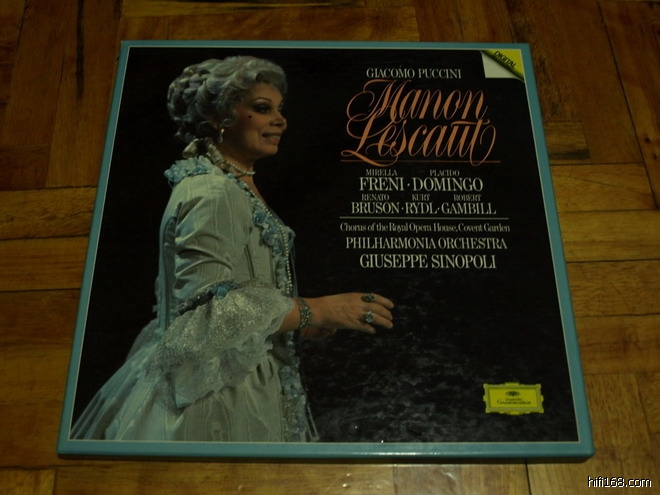 DIGITAL
GIACOMO PUCCINI
Manon
Lescaut
MIRELLA PLACIDO
FRENI · DOMINGO
RENATO KURT ROBERT
BRUSON · RYDL · GAMBILL
Chorus of the Royal Opera House, Covent Garden
PHILHARMONIA ORCHESTRA
GIUSEPPE SINOPOLI
Deutsche
Grammophon
hifi168.com